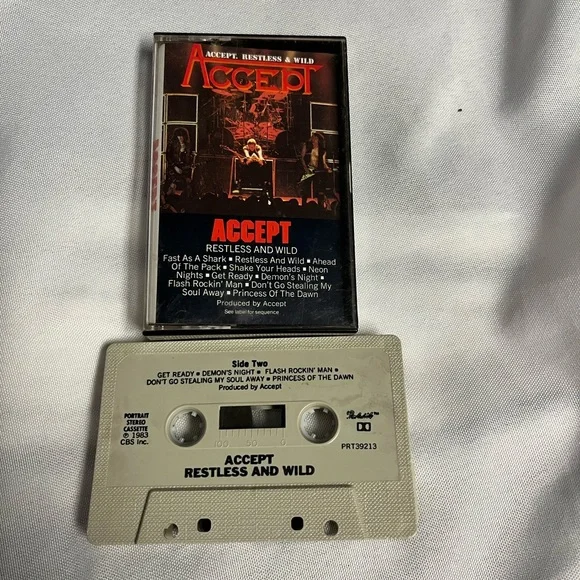 ACCEPT, RESTLESS & WILD
ACCEPT
ACCEPT
RESTLESS AND WILD
Fast As A Shark ▪ Restless And Wild ▪ Ahead
Of The Pack ▪ Shake Your Heads ▪ Neon
Nights ▪ Get Ready ▪ Demon's Night ▪
Flash Rockin' Man ▪ Don't Go Stealing My
Soul Away ▪ Princess Of The Dawn
Produced by Accept
See label for sequence
Side Two
GET READY ▪ DEMON'S NIGHT ▪ FLASH ROCKIN' MAN ▪
DON'T GO STEALING MY SOUL AWAY ▪ PRINCESS OF THE DAWN
Produced by Accept
PORTRAIT
STEREO
CASSETTE
℗ 1983
CBS Inc.
100 50 0
Portrait™
PRT39213
ACCEPT
RESTLESS AND WILD